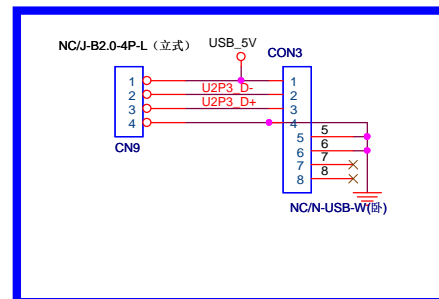 NC/J-B2.0-4P-L（立式）
USB_5V
CON3
1
2
3
4
U2P3_D-
U2P3_D+
1
2
3
4
5
6
7
8
5
6
7
8
CN9
NC/N-USB-W(卧)